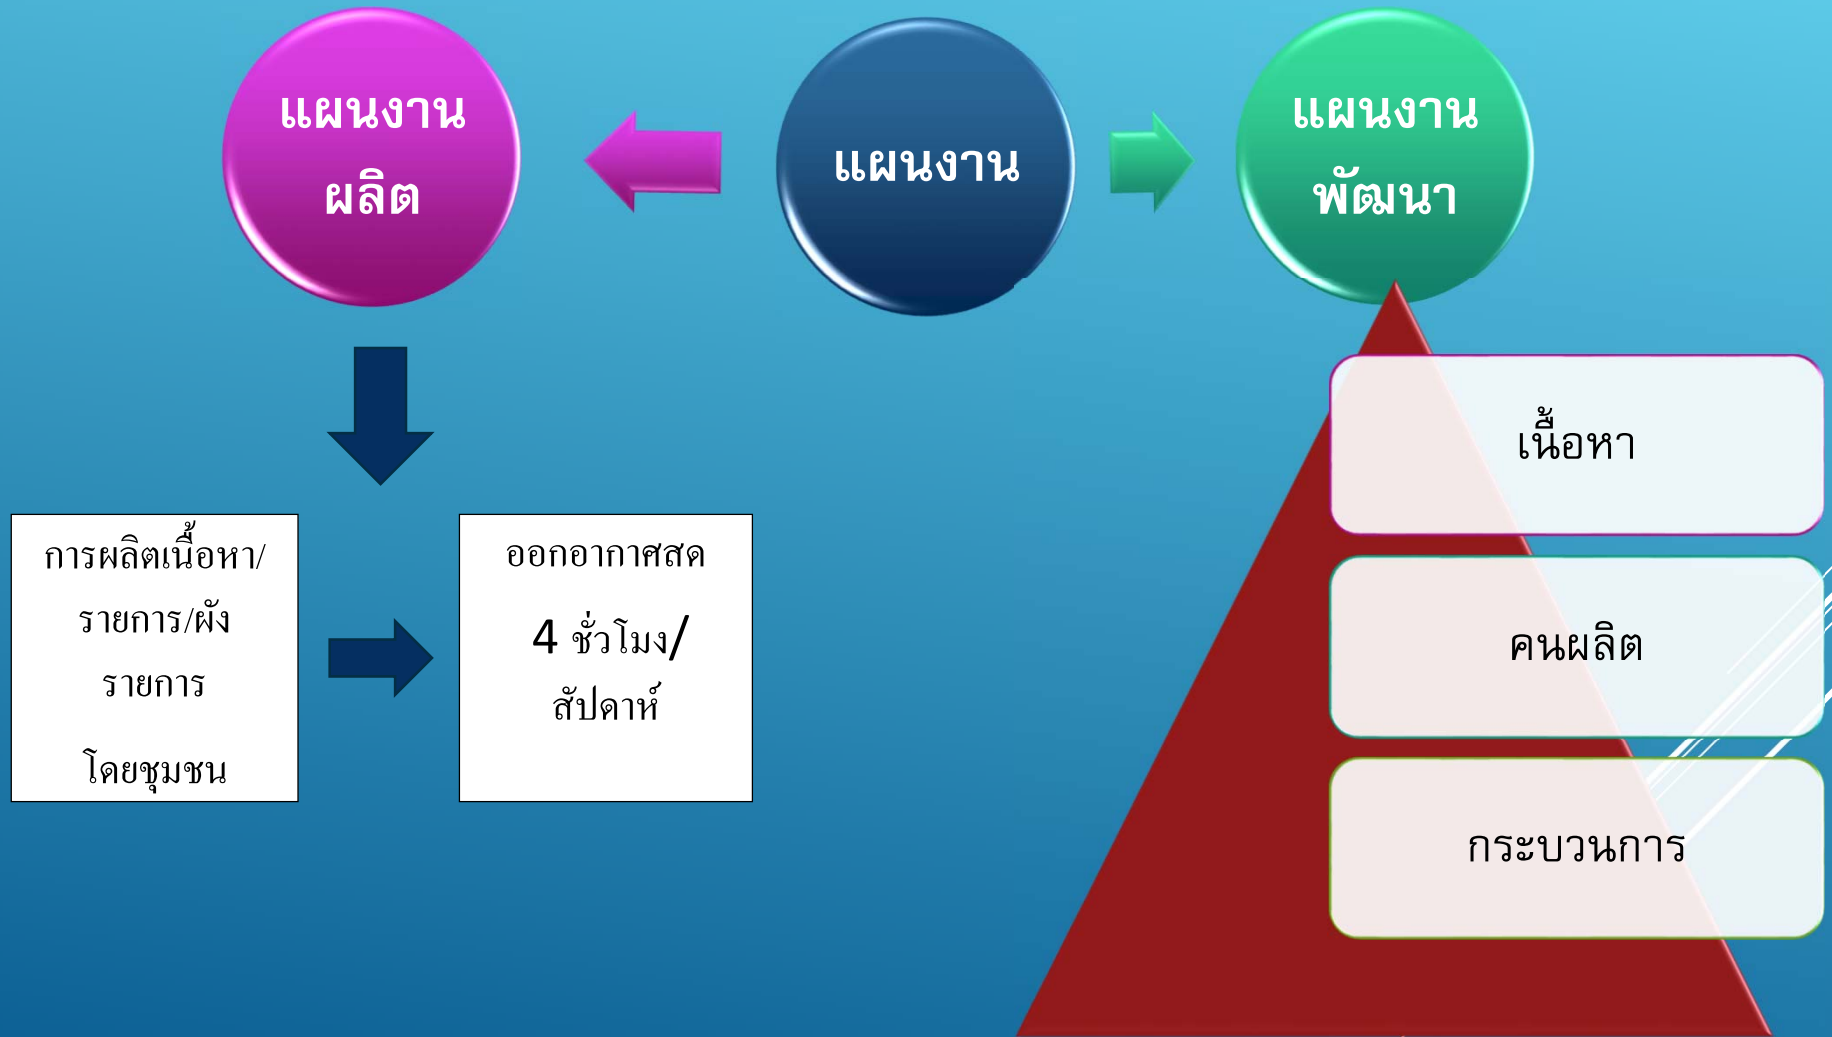 แผนงาน
ผลิต
แผนงาน
แผนงาน
พัฒนา
การผลิตเนื้อหา/
รายการ/ผัง
รายการ
โดยชุมชน
ออกอากาศสด
4 ชั่วโมง/
สัปดาห์
เนื้อหา
คนผลิต
กระบวนการ